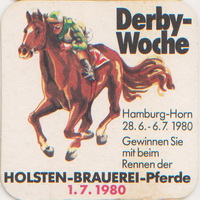 Derby-
Woche
Hamburg-Horn
28.6.-6.7.1980
Gewinnen Sie
mit beim
Rennen der
HOLSTEN-BRAUEREI-Pferde
1.7.1980